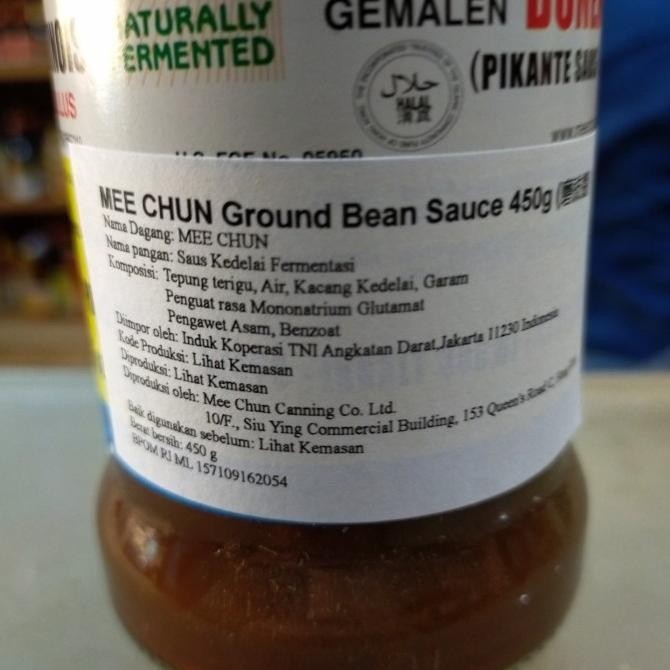 NATURALLY
FERMENTED
GEMALEN
(PIKANTE
حلال
HALAL
清真
MEE CHUN Ground Bean Sauce 450g
Nama Dagang: MEE CHUN
Nama pangan: Saus Kedelai Fermentasi
Komposisi: Tepung terigu, Air, Kacang Kedelai, Garam
Penguat rasa Mononatrium Glutamat
Pengawet Asam, Benzoat
Diimpor oleh: Induk Koperasi TNI Angkatan Darat,Jakarta 11230 Indonesia
Kode Produksi: Lihat Kemasan
Diproduksi: Lihat Kemasan
Diproduksi oleh: Mee Chun Canning Co. Ltd.
10/F., Siu Ying Commercial Building, 153 Queen's Road C,
Baik digunakan sebelum: Lihat Kemasan
Berat bersih: 450 g
BPOM RI ML 157109162054